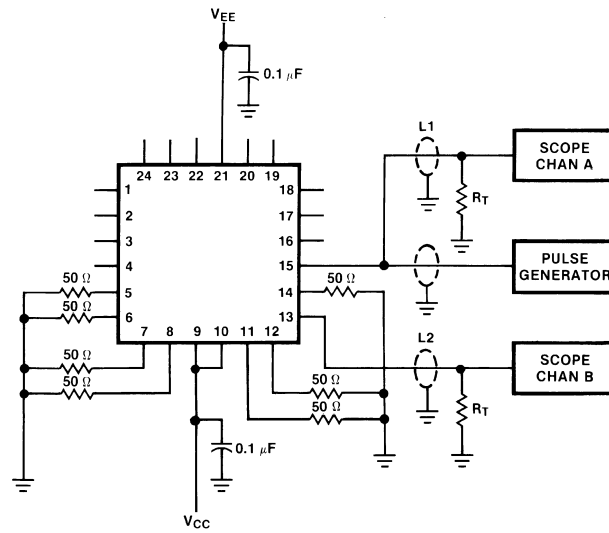 VEE
0.1 µF
L1
SCOPE
CHAN A
24 23 22 21 20 19
RT
1 18
2 17
3 16
4 15
PULSE
GENERATOR
50 Ω 5 14 50 Ω
50 Ω 6 13
7 8 9 10 11 12
L2
SCOPE
CHAN B
50 Ω
50 Ω 50 Ω
50 Ω
RT
0.1 µF
VCC